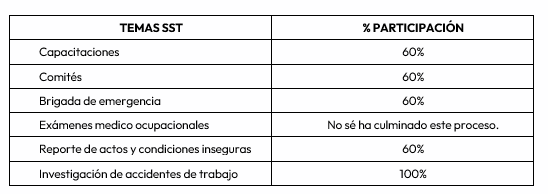 TEMAS SST % PARTICIPACIÓN
Capacitaciones 60%
Comités 60%
Brigada de emergencia 60%
Exámenes medico ocupacionales No sé ha culminado este proceso.
Reporte de actos y condiciones inseguras 60%
Investigación de accidentes de trabajo 100%